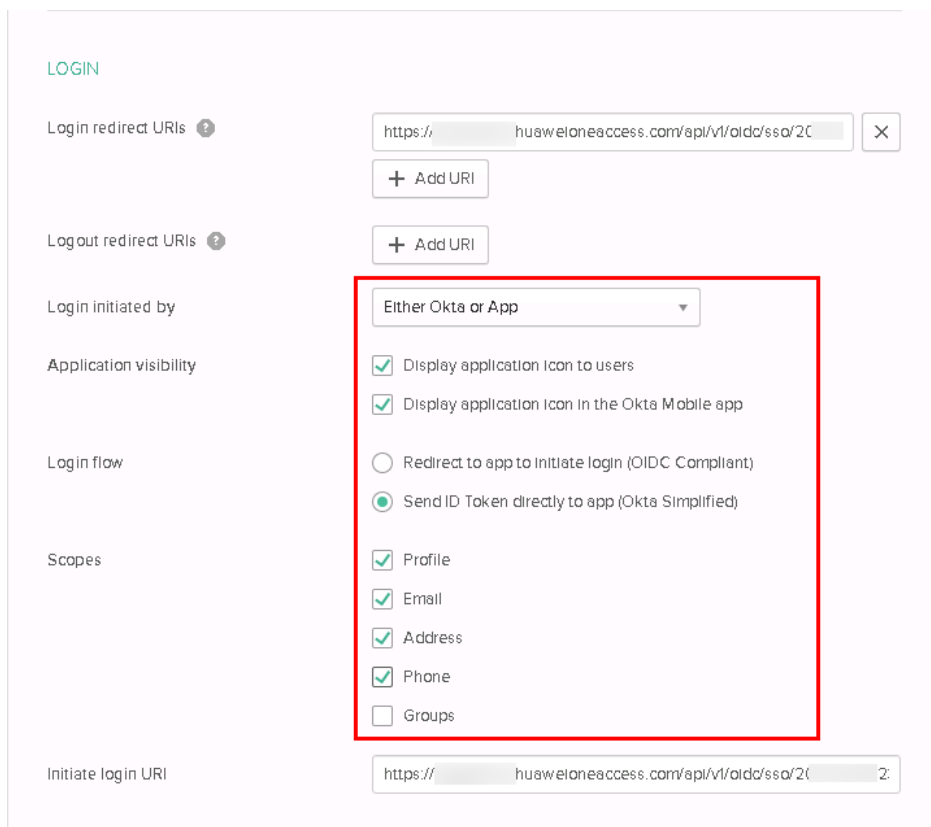 LOGIN
Login redirect URIs ?
https:// huaweioneaccess.com/api/v1/oidc/sso/20
+ Add URI
Logout redirect URIs ?
+ Add URI
Login initiated by
Either Okta or App
Application visibility
Display application icon to users
Display application icon in the Okta Mobile app
Login flow
Redirect to app to initiate login (OIDC Compliant)
Send ID Token directly to app (Okta Simplified)
Scopes
Profile
Email
Address
Phone
Groups
Initiate login URI
https:// huaweioneaccess.com/api/v1/oidc/sso/20